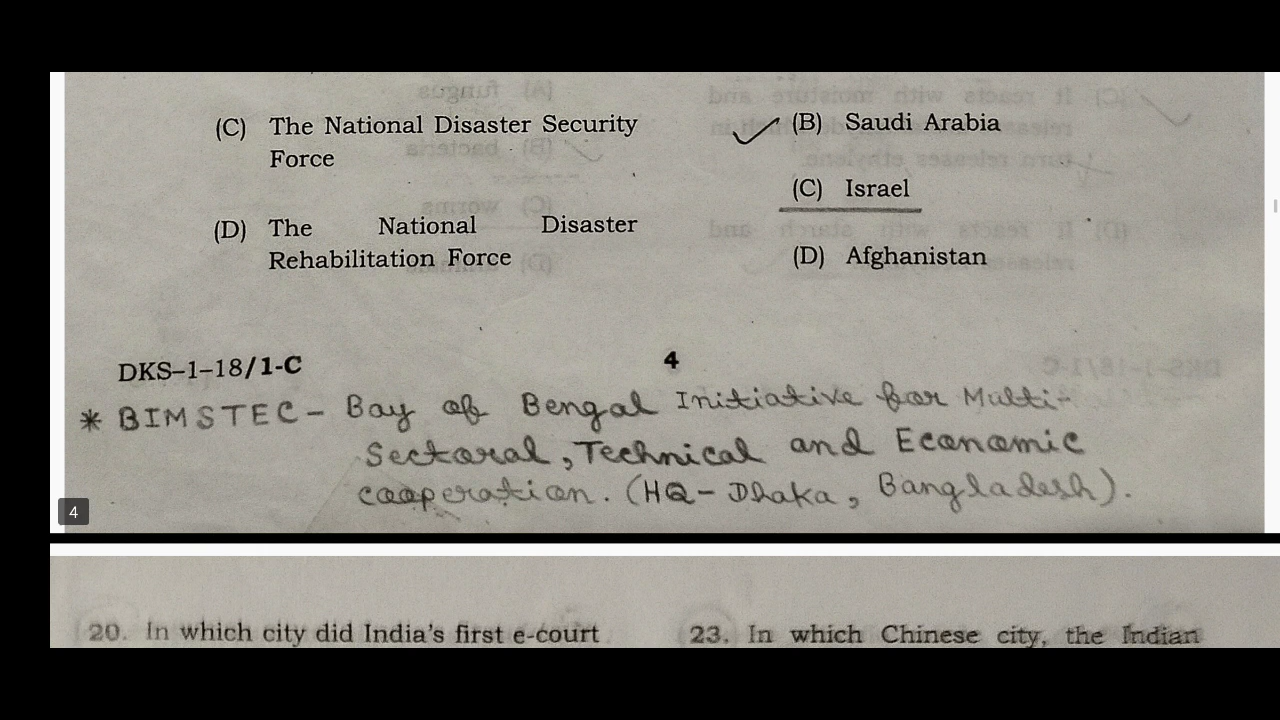 (C) The National Disaster Security
Force
(D) The National Disaster
Rehabilitation Force
(B) Saudi Arabia
(C) Israel
(D) Afghanistan
DKS-1-18/1-C
4
* BIMSTEC - Bay of Bengal Initiative for Multi-
Sectoral, Technical and Economic
cooperation. (HQ - Dhaka, Bangladesh).
4
20. In which city did India's first e-court
23. In which Chinese city, the Indian